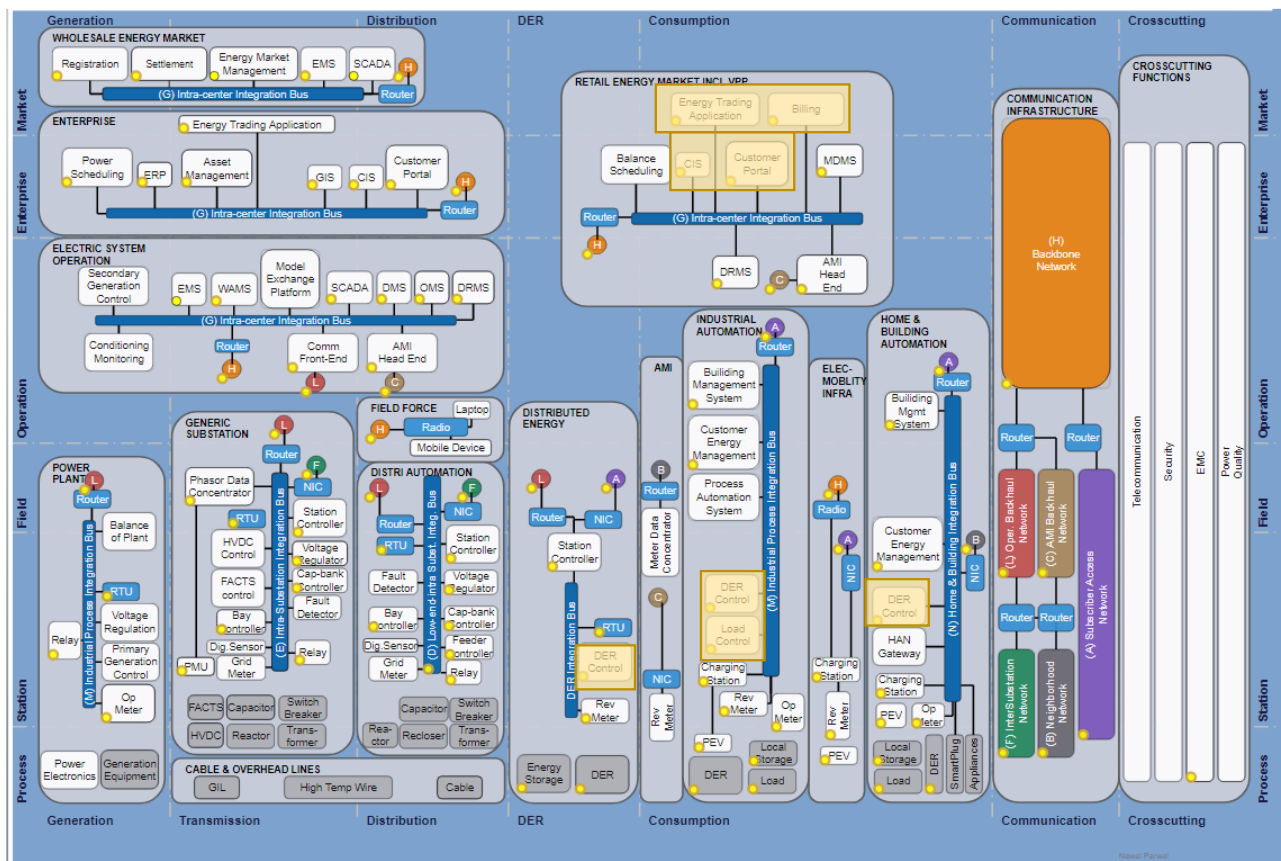 Generation
Distribution
DER
Consumption
Communication
Crosscutting
Market
Enterprise
Operation
Field
Station
Process
WHOLESALE ENERGY MARKET
Registration
Settlement
Energy Market
Management
EMS
SCADA
H
Router
(G) Intra-center Integration Bus
ENTERPRISE
Energy Trading Application
Power
Scheduling
ERP
Asset
Management
GIS
CIS
Customer
Portal
H
Router
(G) Intra-center Integration Bus
ELECTRIC SYSTEM
OPERATION
Secondary
Generation
Control
EMS
WAMS
Model
Exchange
Platform
SCADA
DMS
OMS
DRMS
(G) Intra-center Integration Bus
Conditioning
Monitoring
Router
H
Comm
Front-End
L
AMI
Head End
C
RETAIL ENERGY MARKET INCL VPP
Energy Trading
Application
Billing
Balance
Scheduling
CIS
Customer
Portal
MDMS
Router
(G) Intra-center Integration Bus
H
DRMS
C
AMI
Head
End
POWER
PLANT
L
Router
(M) Industrial Process Integration Bus
Balance
of Plant
RTU
Relay
Voltage
Regulation
Primary
Generation
Control
Op
Meter
Power
Electronics
Generation
Equipment
GENERIC
SUBSTATION
L
Router
F
NIC
Phasor Data
Concentrator
RTU
Station
Controller
HVDC
Control
Voltage
Regulator
FACTS
control
Cap-bank
Controller
Fault
Detector
Bay
Controller
Dig.Sensor
PMU
Grid
Meter
Relay
(E) Intra-Substation Integration Bus
FACTS
Capacitor
Switch
Breaker
HVDC
Reactor
Trans-
former
FIELD FORCE
Laptop
H
Radio
Mobile Device
DISTRI AUTOMATION
L
F
Router
NIC
RTU
Station
Controller
Fault
Detector
Voltage
Regulator
Bay
Controller
Cap-bank
Controller
Dig.Sensor
Feeder
Controller
Grid
Meter
Relay
(D) Low-end-intra Subst. Integ. Bus
Capacitor
Switch
Breaker
Rea-
ctor
Recloser
Trans-
former
CABLE & OVERHEAD LINES
GIL
High Temp Wire
Cable
DISTRIBUTED
ENERGY
L
A
Router
NIC
Station
Controller
RTU
DER
Control
DER Integration Bus
Rev
Meter
Energy
Storage
DER
AMI
B
Router
Meter Data
Concentrator
C
NIC
Rev
Meter
INDUSTRIAL
AUTOMATION
A
Router
Building
Management
System
Customer
Energy
Management
Process
Automation
System
DER
Control
Load
Control
(M) Industrial Process Integration Bus
Charging
Station
Rev
Meter
Op
Meter
PEV
DER
Local
Storage
Load
ELEC-
MOBLITY
INFRA
H
Radio
A
NIC
Charging
Station
Rev
Meter
PEV
HOME &
BUILDING
AUTOMATION
A
Router
Building
Mgmt
System
Customer
Energy
Management
B
NIC
DER
Control
HAN
Gateway
(N) Home & Building Integration Bus
Charging
Station
PEV
Op
Meter
Local
Storage
Load
DER
SmartPlug
Appliances
COMMUNICATION
INFRASTRUCTURE
(H)
Backbone
Network
Router
Router
(L) Oper. Backhaul
Network
(C) AMI Backhaul
Network
(A) Subscriber Access
Network
Router
Router
(F) InterSubstation
Network
(B) Neighborhood
Network
CROSSCUTTING
FUNCTIONS
Telecommunication
Security
EMC
Power
Quality
Market
Enterprise
Operation
Field
Station
Process
Generation
Transmission
Distribution
DER
Consumption
Communication
Crosscutting